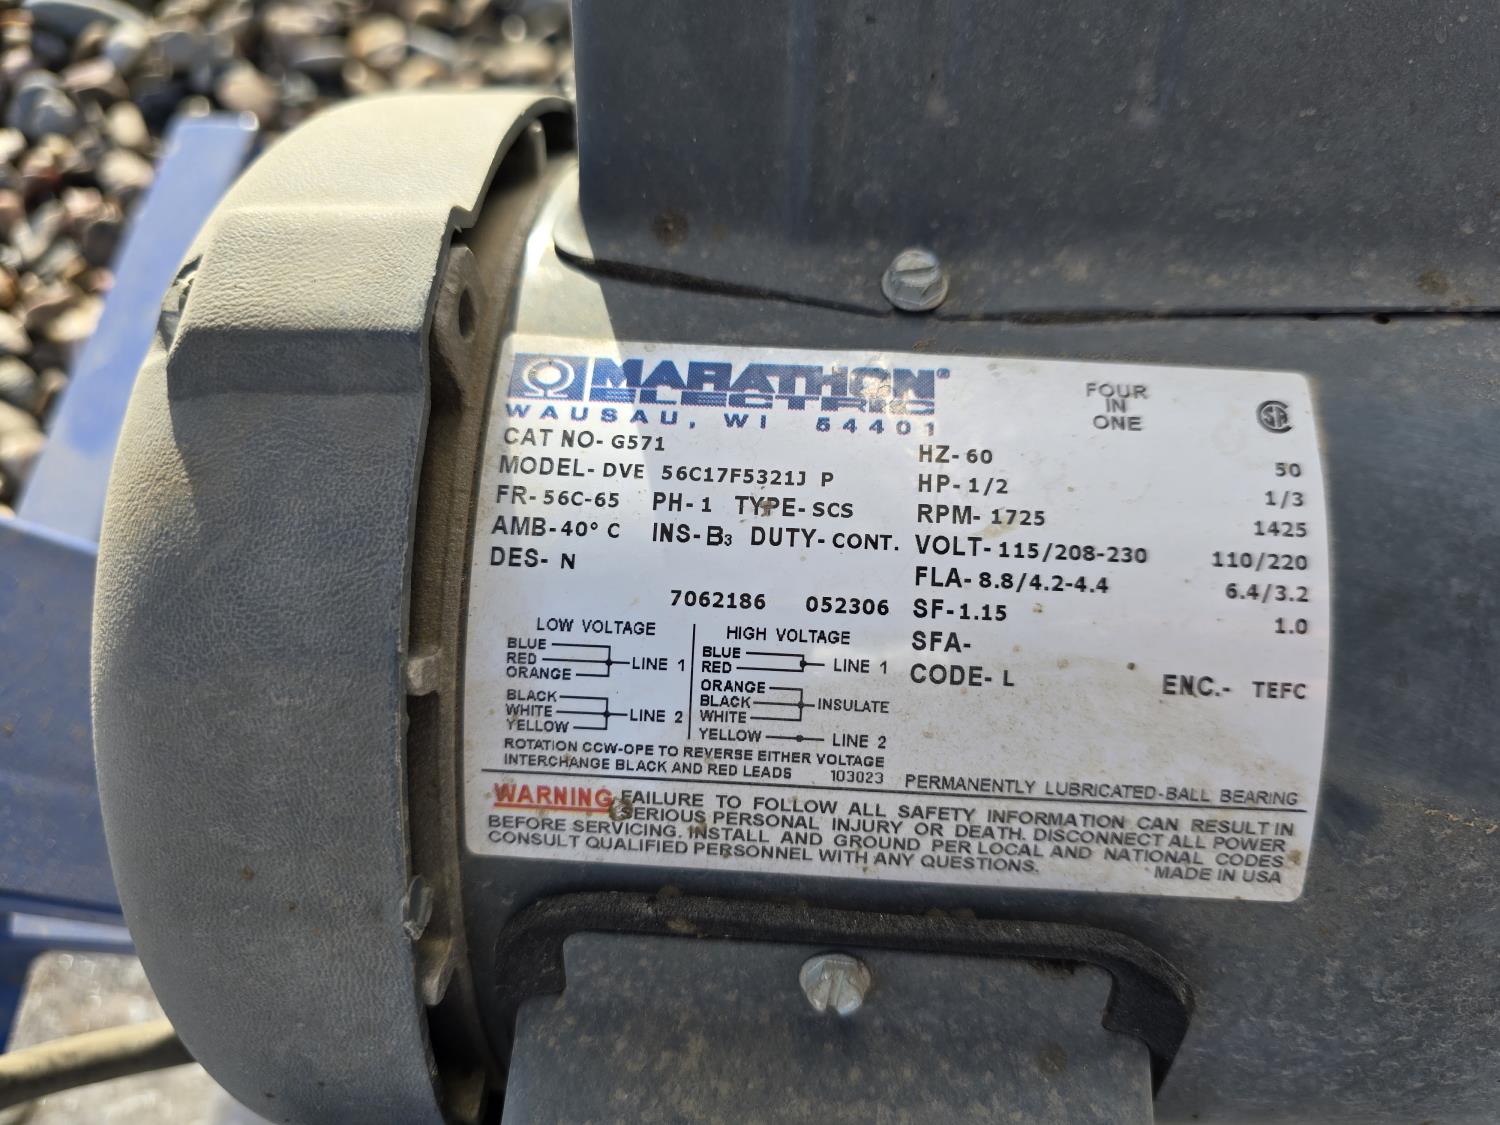 MARATHON®
ELECTRIC
WAUSAU, WI 54401
FOUR
IN
ONE
SA
CAT NO- G571
MODEL- DVE 56C17F5321J P
FR- 56C-65 PH- 1 TYPE- SCS
AMB- 40° C INS- B3 DUTY- CONT.
DES- N
7062186 052306
HZ- 60 50
HP- 1/2 1/3
RPM- 1725 1425
VOLT- 115/208-230 110/220
FLA- 8.8/4.2-4.4 6.4/3.2
SF- 1.15 1.0
SFA-
CODE- L ENC.- TEFC
LOW VOLTAGE
BLUE
RED LINE 1
ORANGE
BLACK
WHITE LINE 2
YELLOW
HIGH VOLTAGE
BLUE
RED LINE 1
ORANGE
BLACK INSULATE
WHITE
YELLOW LINE 2
ROTATION CCW-OPE TO REVERSE EITHER VOLTAGE
INTERCHANGE BLACK AND RED LEADS 103023
PERMANENTLY LUBRICATED-BALL BEARING
WARNING FAILURE TO FOLLOW ALL SAFETY INFORMATION CAN RESULT IN
SERIOUS PERSONAL INJURY OR DEATH. DISCONNECT ALL POWER
BEFORE SERVICING. INSTALL AND GROUND PER LOCAL AND NATIONAL CODES
CONSULT QUALIFIED PERSONNEL WITH ANY QUESTIONS. MADE IN USA